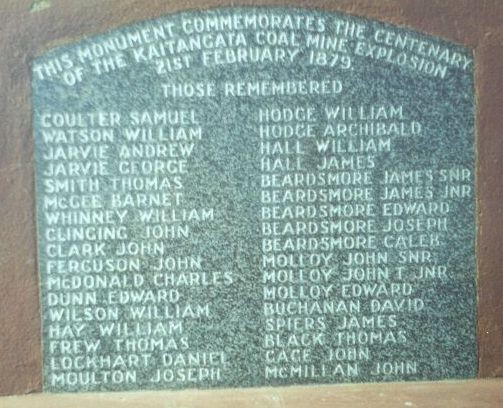 THIS MONUMENT COMMEMORATES THE CENTENARY
OF THE KAITANGATA COAL MINE EXPLOSION
21ST FEBRUARY 1879
THOSE REMEMBERED
COULTER SAMUEL
WATSON WILLIAM
JARVIE ANDREW
JARVIE GEORGE
SMITH THOMAS
McGEE BARNET
WHINNEY WILLIAM
CLINGING JOHN
CLARK JOHN
FERGUSON JOHN
McDONALD CHARLES
DUNN EDWARD
WILSON WILLIAM
HAY WILLIAM
FREW THOMAS
LOCKHART DANIEL
MOULTON JOSEPH
HODGE WILLIAM
HODGE ARCHIBALD
HALL WILLIAM
HALL JAMES
BEARDSMORE JAMES SNR
BEARDSMORE JAMES JNR
BEARDSMORE EDWARD
BEARDSMORE JOSEPH
BEARDSMORE CALEB
MOLLOY JOHN SNR
MOLLOY JOHN T JNR
MOLLOY EDWARD
BUCHANAN DAVID
SPIERS JAMES
BLACK THOMAS
GAGE JOHN
McMILLAN JOHN